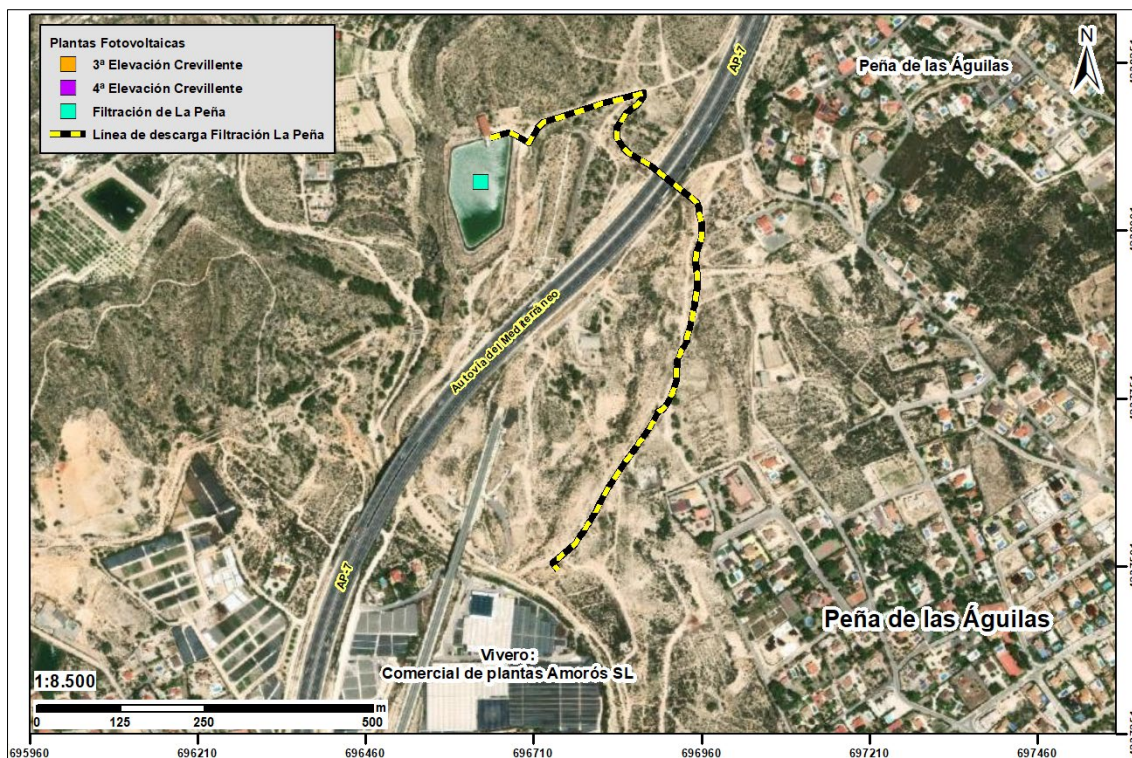 Plantas Fotovoltaicas
3ª Elevación Crevillente
4ª Elevación Crevillente
Filtración de La Peña
Línea de descarga Filtración La Peña
N
AP-7
Peña de las Águilas
Autovía del Mediterráneo
AP-7
Peña de las Águilas
Vivero:
Comercial de plantas Amorós SL
1:8.500
m
0 125 250 500
695960 696210 696460 696710 696960 697210 697460